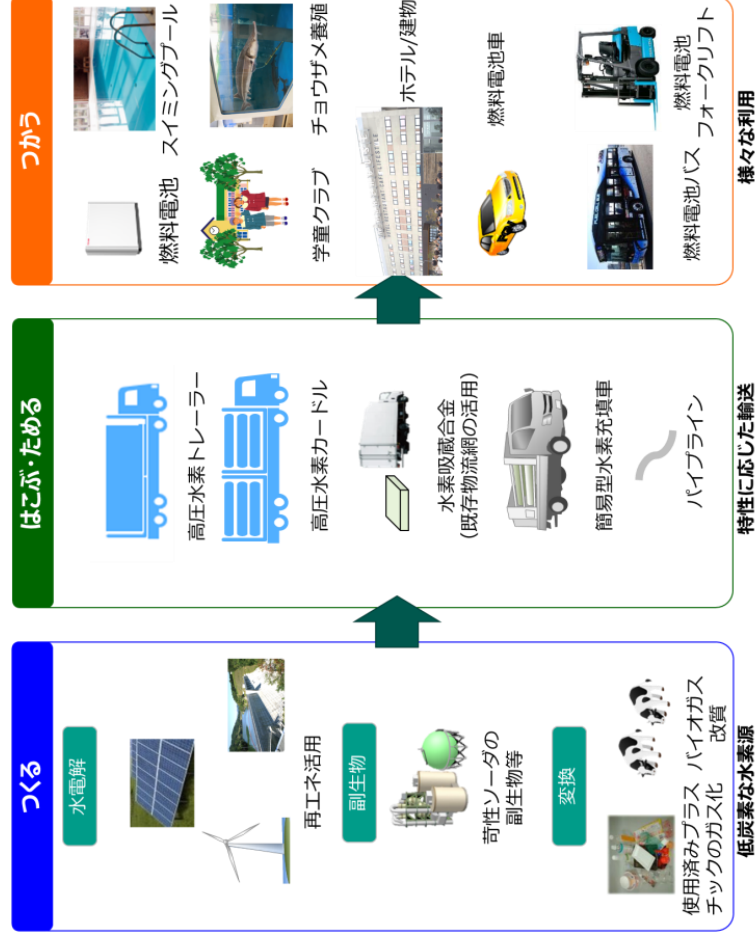 つくる
水電解
再エネ活用
副生物
苛性ソーダの
副生物等
変換
使用済みプラス
チックのガス化
バイオガス
改質
低炭素な水素源
はこぶ・ためる
高圧水素トレーラー
高圧水素カードル
水素吸蔵合金
(既存物流網の活用)
簡易型水素充填車
パイプライン
特性に応じた輸送
つかう
燃料電池
スイミングプール
学童クラブ
チョウザメ養殖
ホテル/建物
燃料電池車
燃料電池バス
燃料電池
フォークリフト
様々な利用